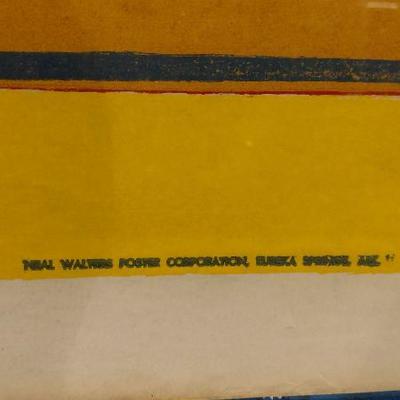 NEAL WALTERS POSTER CORPORATION, EUREKA SPRINGS, ARK.